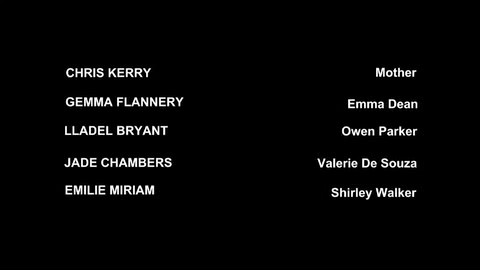 CHRIS KERRY Mother
GEMMA FLANNERY Emma Dean
LLADEL BRYANT Owen Parker
JADE CHAMBERS Valerie De Souza
EMILIE MIRIAM Shirley Walker